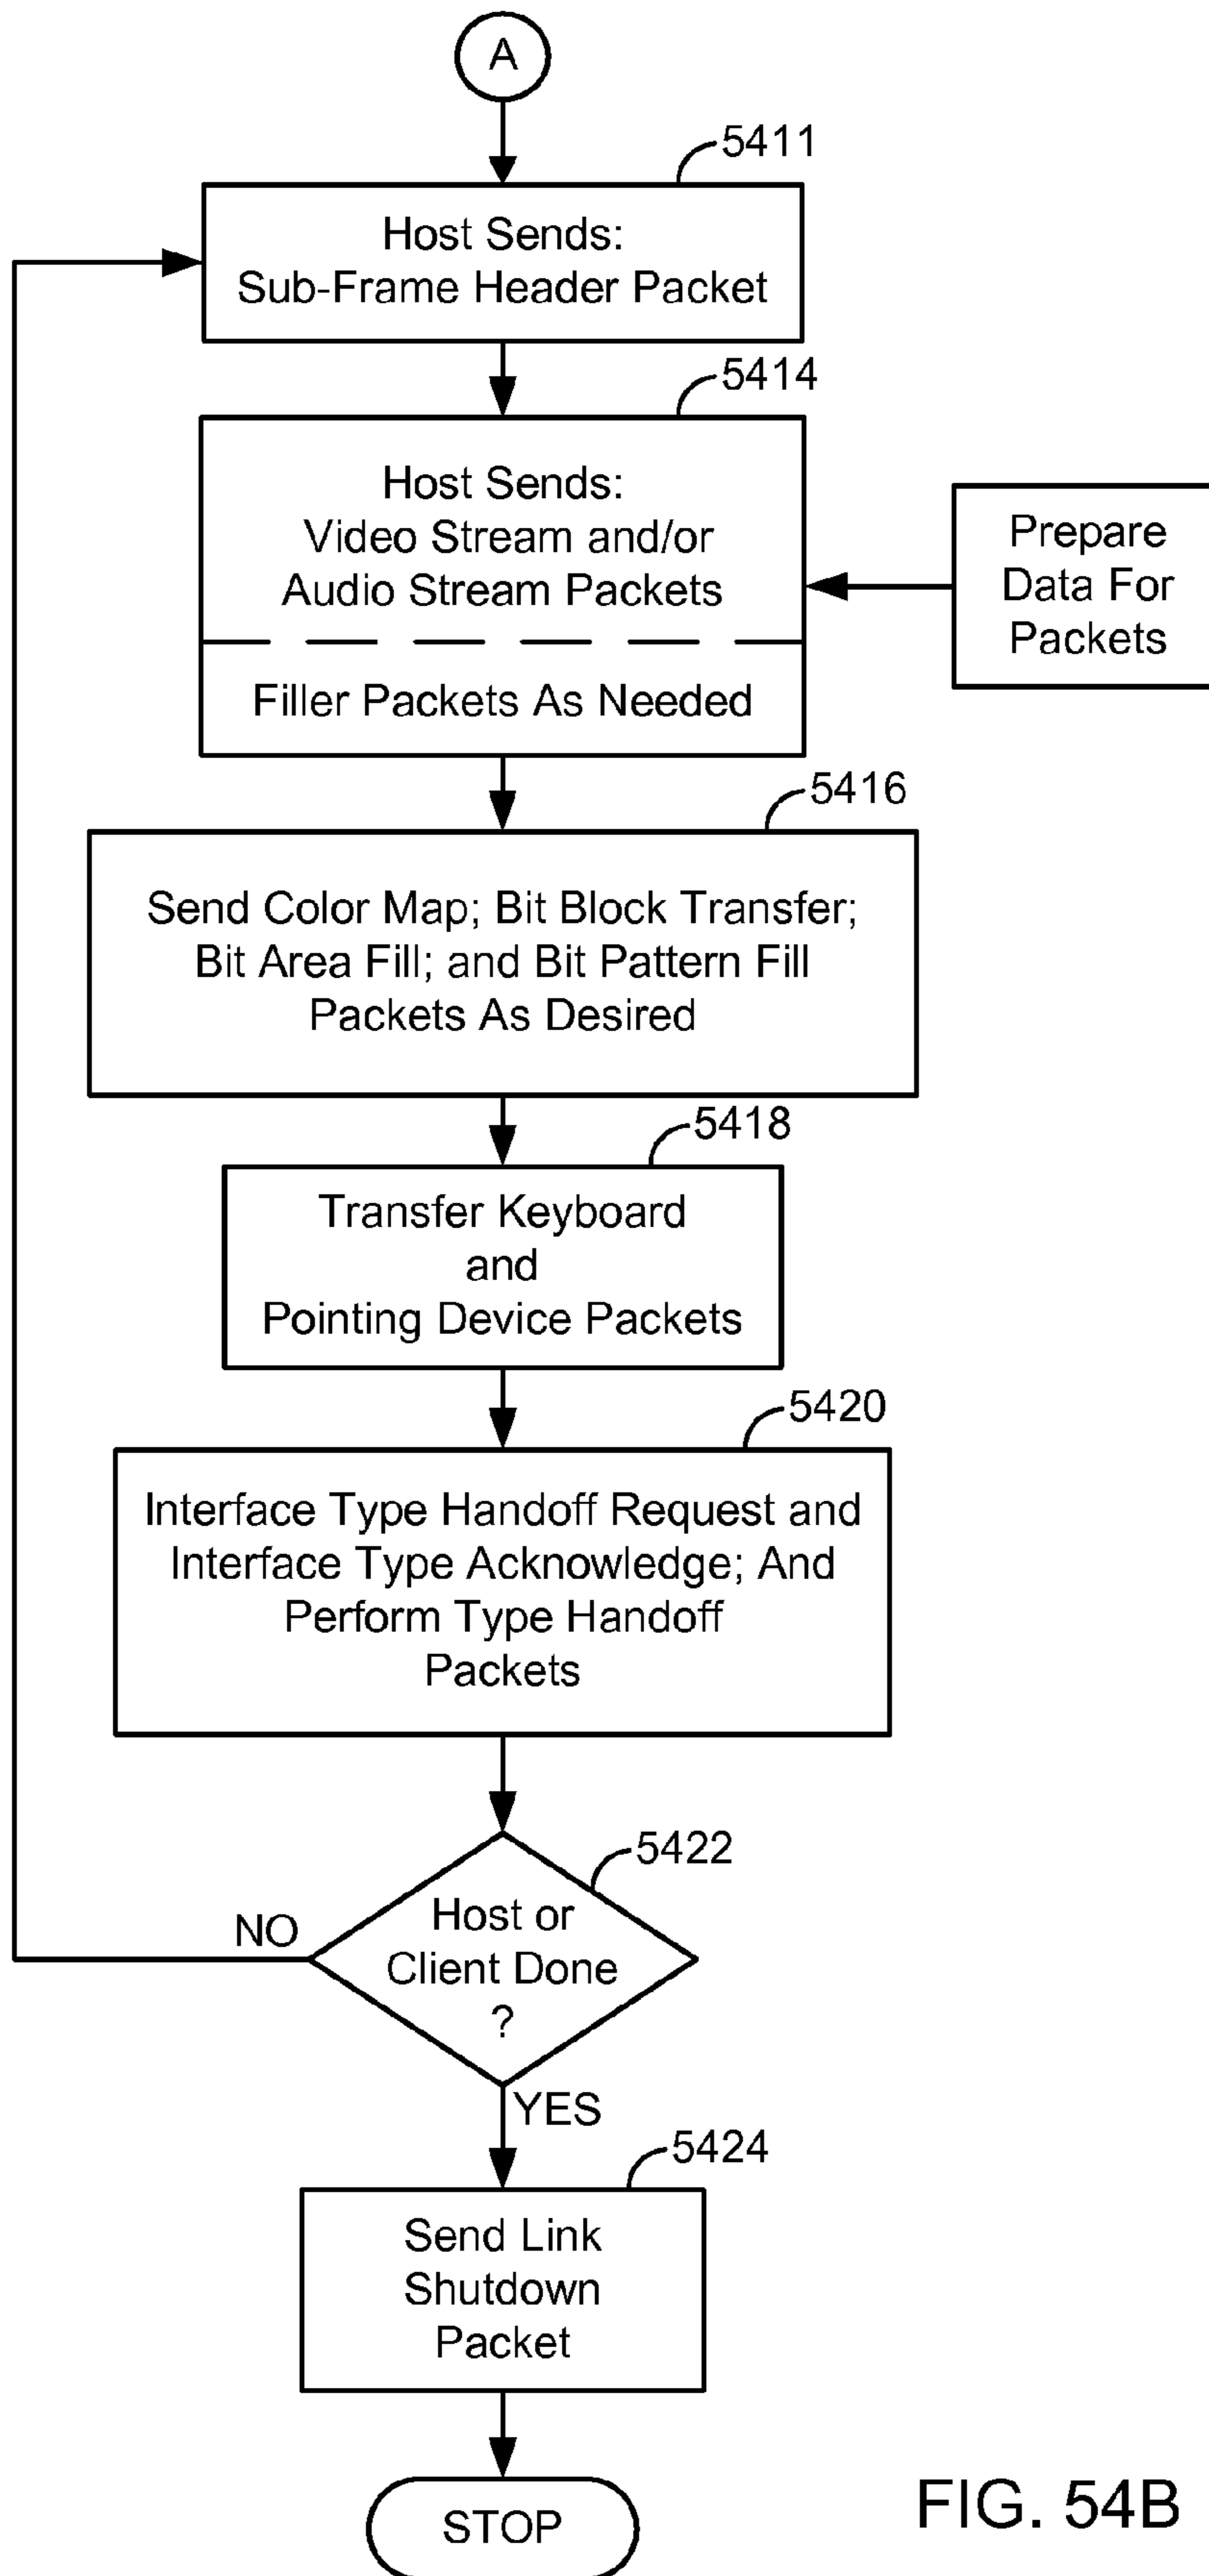 A
5411
Host Sends:
Sub-Frame Header Packet
5414
Host Sends:
Video Stream and/or
Audio Stream Packets
Filler Packets As Needed
Prepare
Data For
Packets
5416
Send Color Map; Bit Block Transfer;
Bit Area Fill; and Bit Pattern Fill
Packets As Desired
5418
Transfer Keyboard
and
Pointing Device Packets
5420
Interface Type Handoff Request and
Interface Type Acknowledge; And
Perform Type Handoff
Packets
5422
Host or
Client Done
?
NO
YES
5424
Send Link
Shutdown
Packet
STOP
FIG. 54B